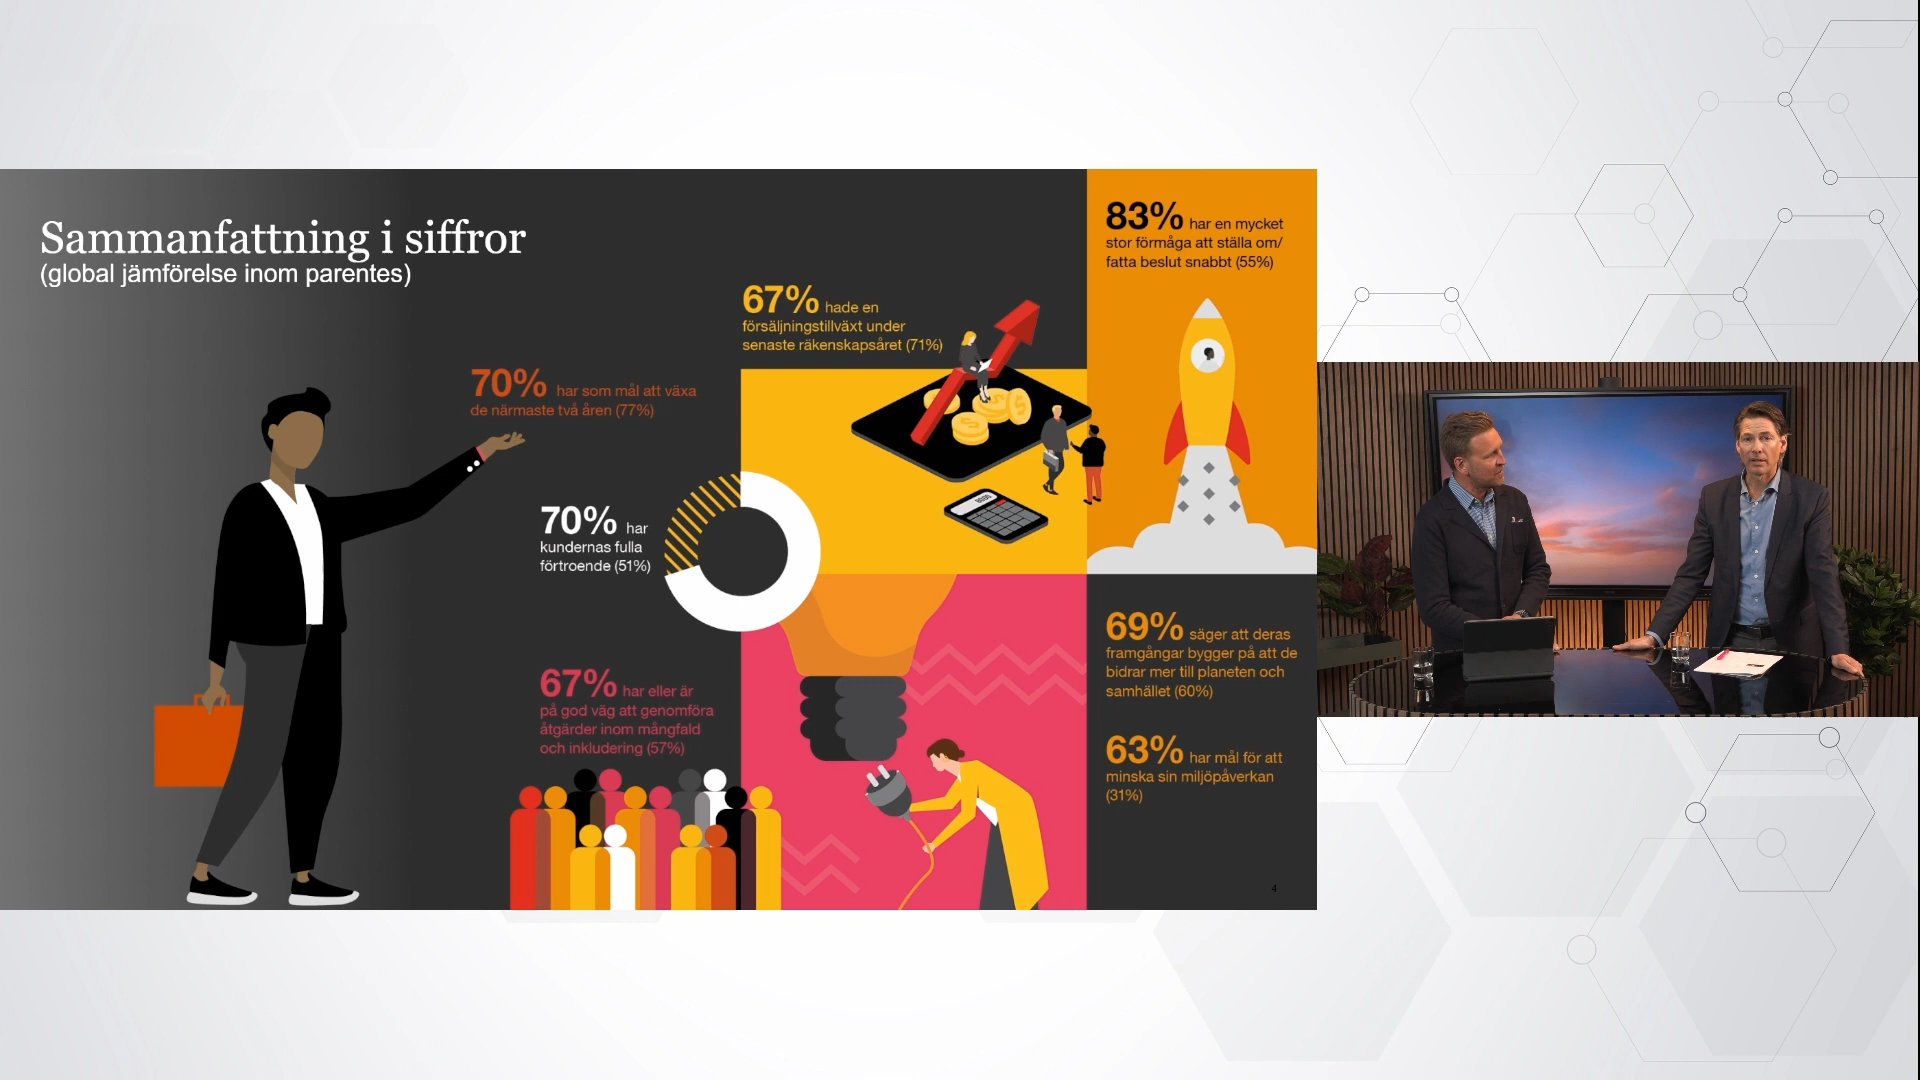 Sammanfattning i siffror
(global jämförelse inom parentes)
70% har som mål att växa
de närmaste två åren (77%)
67% hade en
försäljningstillväxt under
senaste räkenskapsåret (71%)
83% har en mycket
stor förmåga att ställa om/
fatta beslut snabbt (55%)
70% har
kundernas fulla
förtroende (51%)
67% har eller är
på god väg att genomföra
åtgärder inom mångfald
och inkludering (57%)
69% säger att deras
framgångar bygger på att de
bidrar mer till planeten och
samhället (60%)
63% har mål för att
minska sin miljöpåverkan
(31%)
4